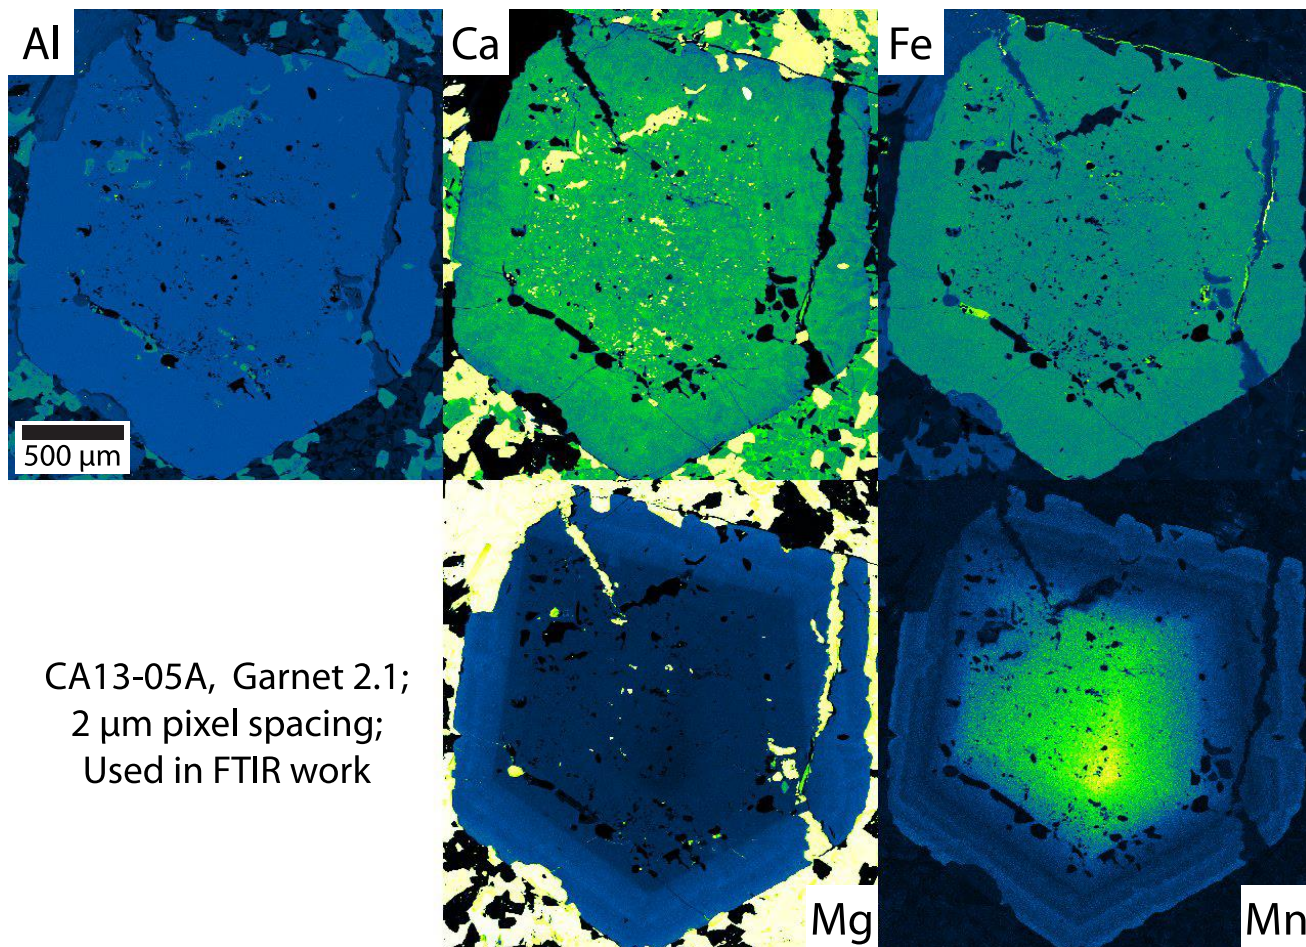 Al
Ca
Fe
500 µm
CA13-05A, Garnet 2.1;
2 µm pixel spacing;
Used in FTIR work
Mg
Mn